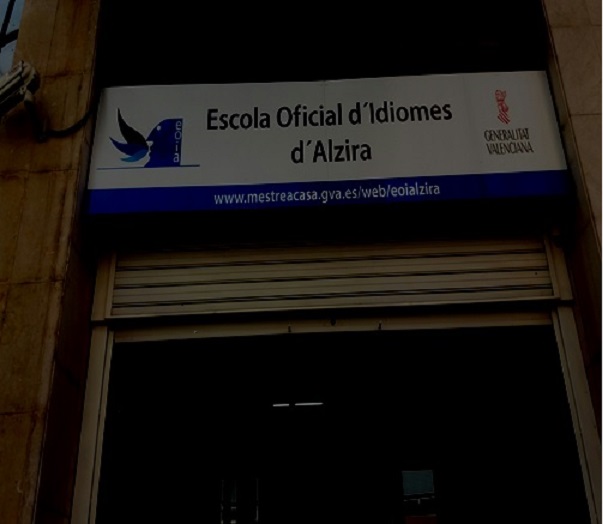 eoia
Escola Oficial d´Idiomes
d´Alzira
GENERALITAT
VALENCIANA
www.mestreacasa.gva.es/web/eoialzira